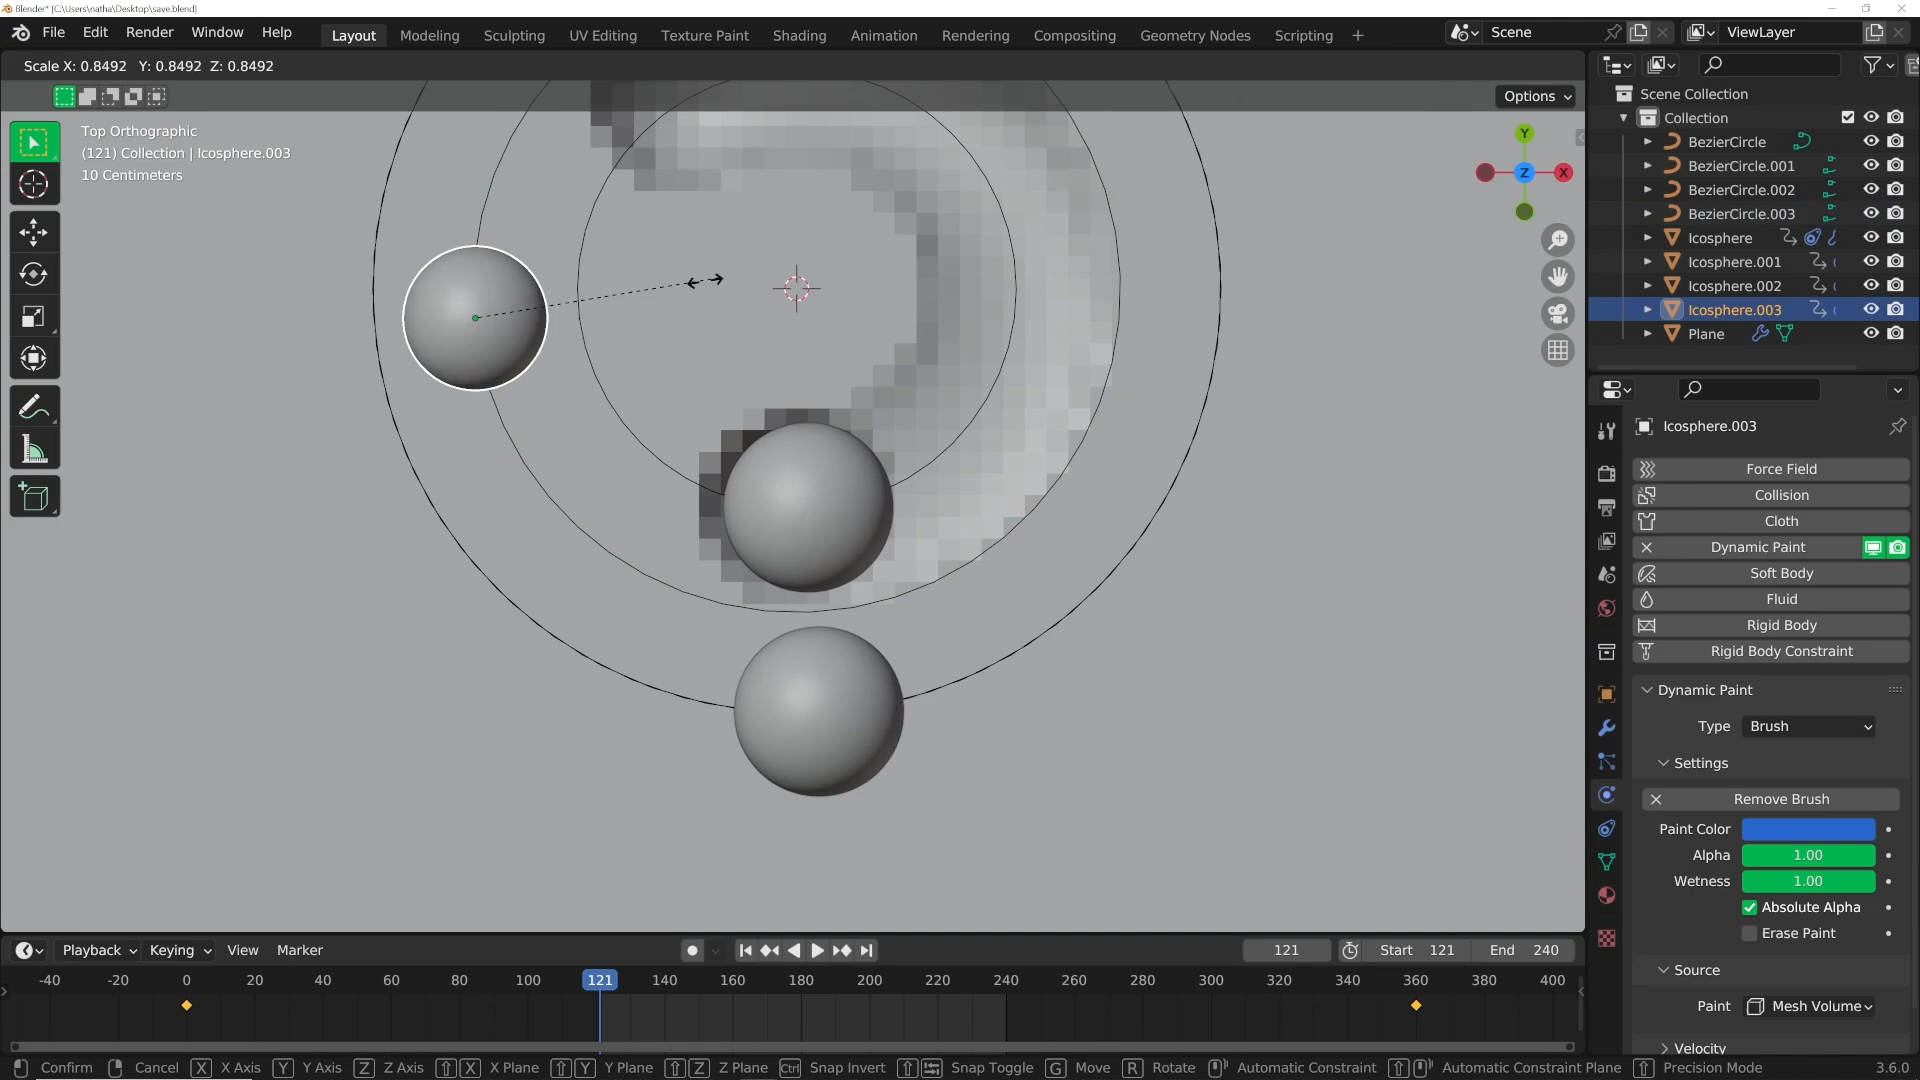 Blender* [C:\Users\natha\Desktop\save.blend]
File Edit Render Window Help Layout Modeling Sculpting UV Editing Texture Paint Shading Animation Rendering Compositing Geometry Nodes Scripting + Scene ViewLayer
Scale X: 0.8492 Y: 0.8492 Z: 0.8492
Options
Top Orthographic
(121) Collection | Icosphere.003
10 Centimeters
Y
Z
X
Scene Collection
Collection
BezierCircle
BezierCircle.001
BezierCircle.002
BezierCircle.003
Icosphere
Icosphere.001
Icosphere.002
Icosphere.003
Plane
Icosphere.003
Force Field
Collision
Cloth
Dynamic Paint
Soft Body
Fluid
Rigid Body
Rigid Body Constraint
Dynamic Paint
Type Brush
Settings
Remove Brush
Paint Color
Alpha 1.00
Wetness 1.00
Absolute Alpha
Erase Paint
Source
Paint Mesh Volume
Velocity
Playback Keying View Marker 121 Start 121 End 240
-40 -20 0 20 40 60 80 100 121 140 160 180 200 220 240 260 280 300 320 340 360 380 400
Confirm Cancel X X Axis Y Y Axis Z Z Axis X X Plane Y Y Plane Z Z Plane Ctrl Snap Invert Snap Toggle G Move R Rotate Automatic Constraint Automatic Constraint Plane Precision Mode 3.6.0